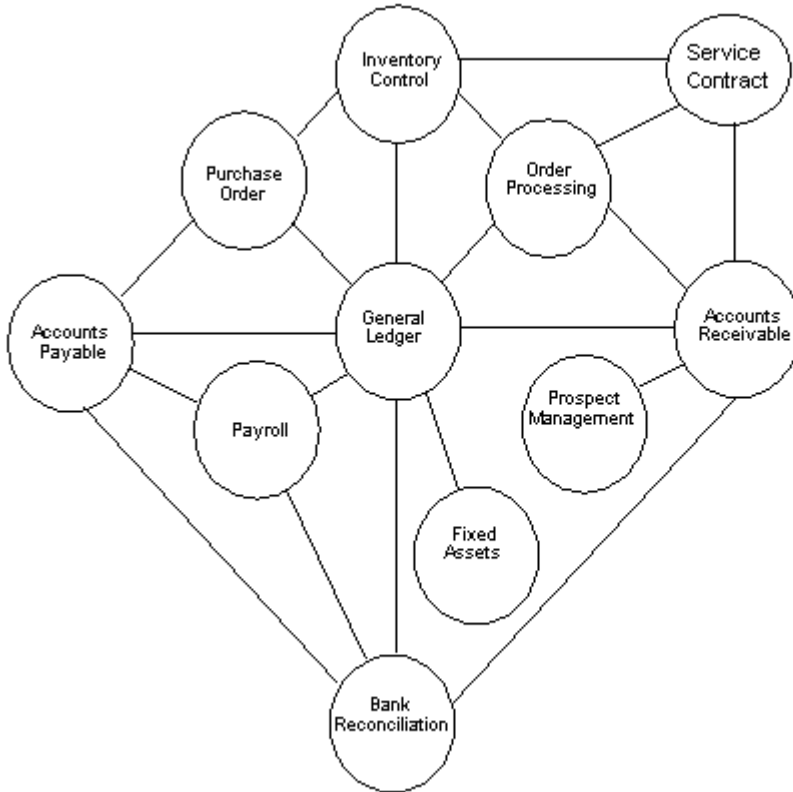 Inventory
Control
Service
Contract
Purchase
Order
Order
Processing
Accounts
Payable
General
Ledger
Accounts
Receivable
Payroll
Prospect
Management
Fixed
Assets
Bank
Reconciliation